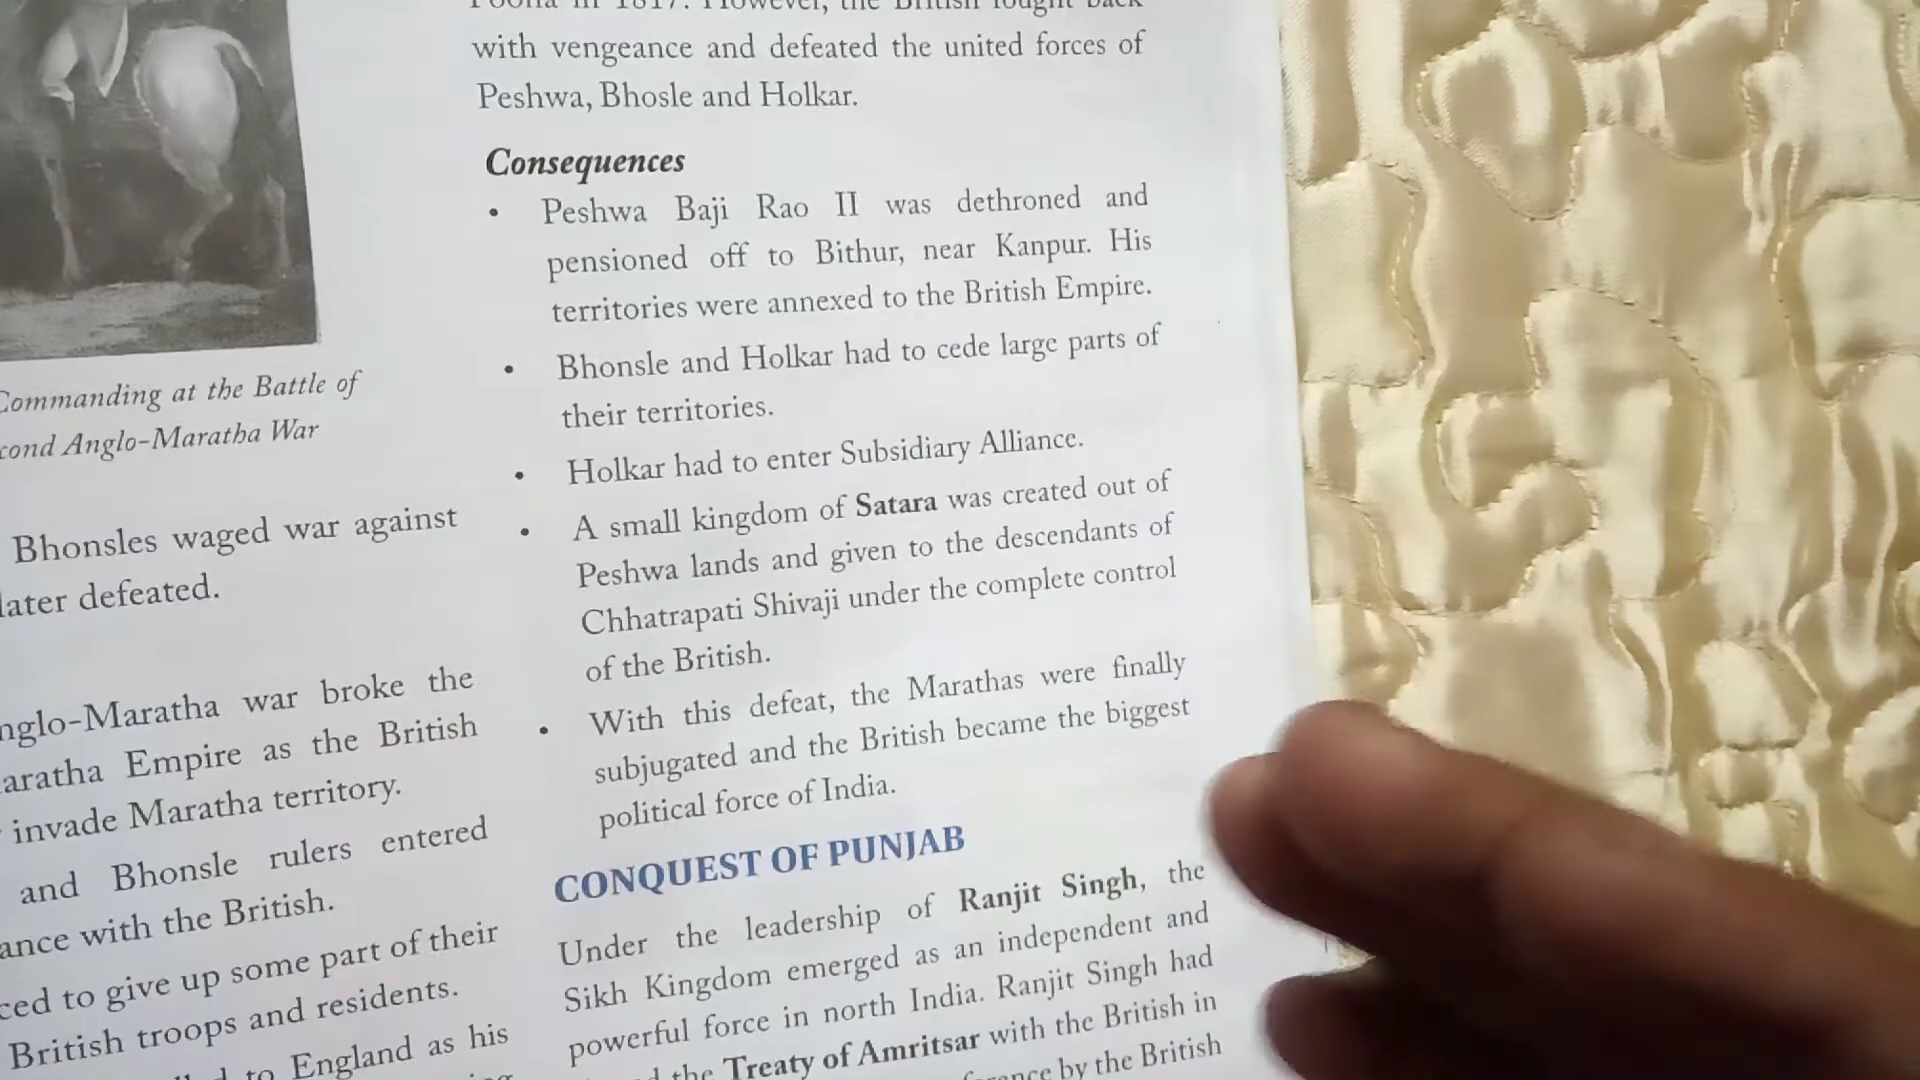 Commanding at the Battle of
cond Anglo-Maratha War
Bhonsles waged war against
later defeated.
nglo-Maratha war broke the
aratha Empire as the British
invade Maratha territory.
and Bhonsle rulers entered
ance with the British.
ced to give up some part of their
British troops and residents.
to England as his
Poona in 1817. However, the British fought back
with vengeance and defeated the united forces of
Peshwa, Bhosle and Holkar.
Consequences
• Peshwa Baji Rao II was dethroned and
pensioned off to Bithur, near Kanpur. His
territories were annexed to the British Empire.
• Bhonsle and Holkar had to cede large parts of
their territories.
• Holkar had to enter Subsidiary Alliance.
• A small kingdom of Satara was created out of
Peshwa lands and given to the descendants of
Chhatrapati Shivaji under the complete control
of the British.
• With this defeat, the Marathas were finally
subjugated and the British became the biggest
political force of India.
CONQUEST OF PUNJAB
Under the leadership of Ranjit Singh, the
Sikh Kingdom emerged as an independent and
powerful force in north India. Ranjit Singh had
the Treaty of Amritsar with the British in
by the British